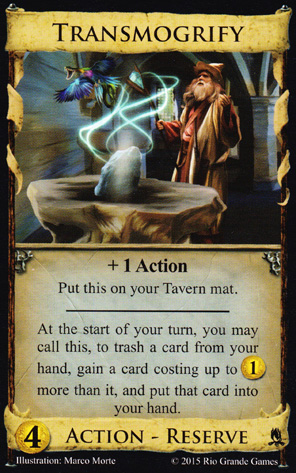 TRANSMOGRIFY
+ 1 Action
Put this on your Tavern mat.
At the start of your turn, you may
call this, to trash a card from your
hand, gain a card costing up to 1
more than it, and put that card into
your hand.
4 ACTION - RESERVE
Illustration: Marco Morte © 2015 Rio Grande Games